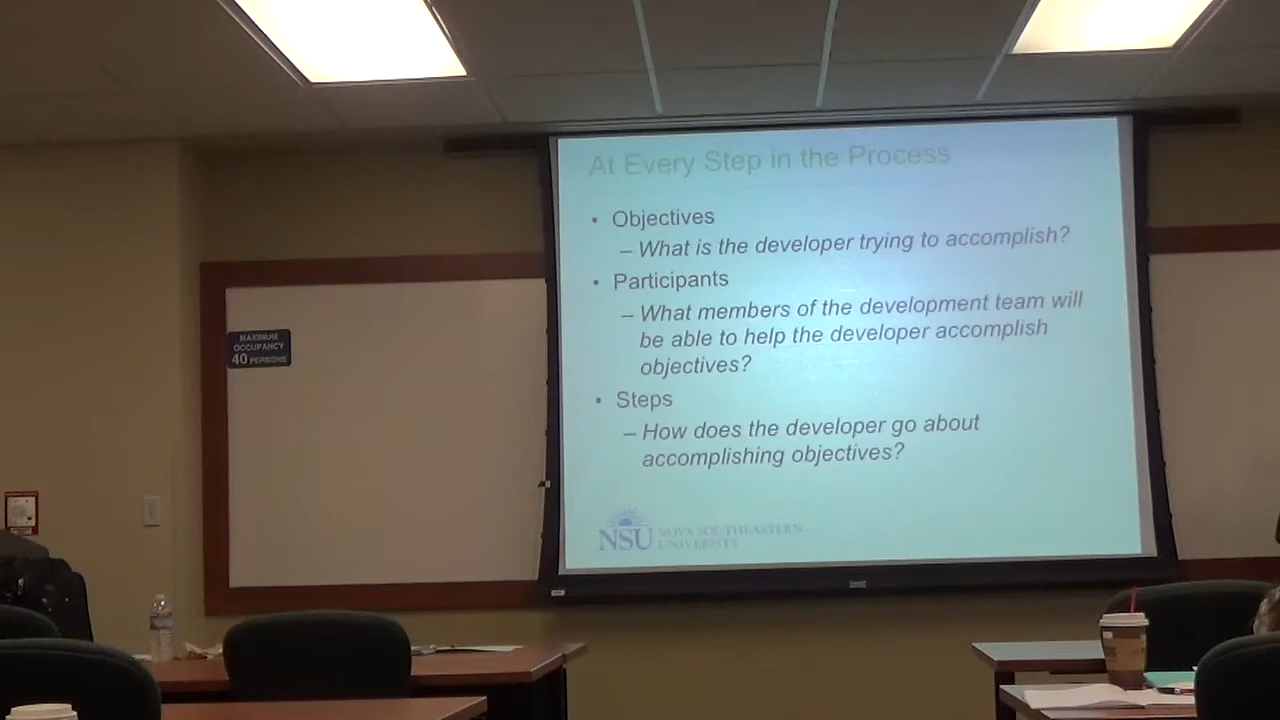 At Every Step in the Process
• Objectives
– What is the developer trying to accomplish?
• Participants
– What members of the development team will
be able to help the developer accomplish
objectives?
• Steps
– How does the developer go about
accomplishing objectives?
NSU NOVA SOUTHEASTERN
UNIVERSITY
MAXIMUM
OCCUPANCY
40 PERSONS